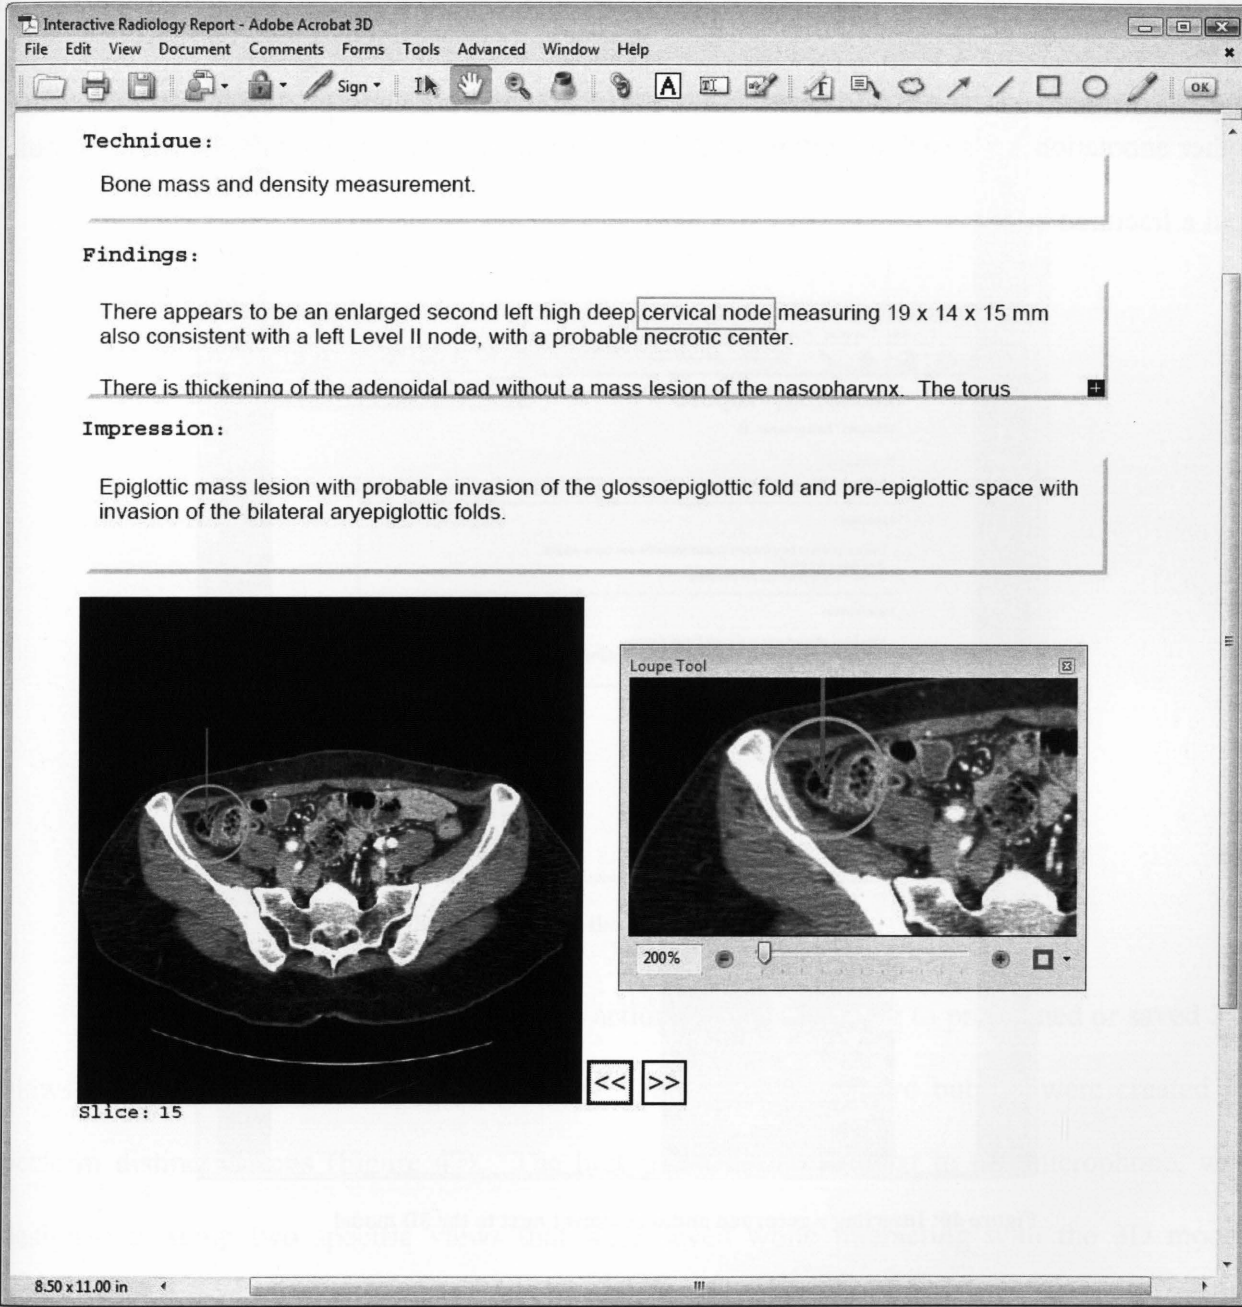 Interactive Radiology Report - Adobe Acrobat 3D
File Edit View Document Comments Forms Tools Advanced Window Help
Sign
A
OK
Technique:
Bone mass and density measurement.
Findings:
There appears to be an enlarged second left high deep cervical node measuring 19 x 14 x 15 mm
also consistent with a left Level II node, with a probable necrotic center.
There is thickening of the adenoidal pad without a mass lesion of the nasopharynx. The torus
Impression:
Epiglottic mass lesion with probable invasion of the glossoepiglottic fold and pre-epiglottic space with
invasion of the bilateral aryepiglottic folds.
Loupe Tool
200%
<< >>
Slice: 15
8.50 x 11.00 in